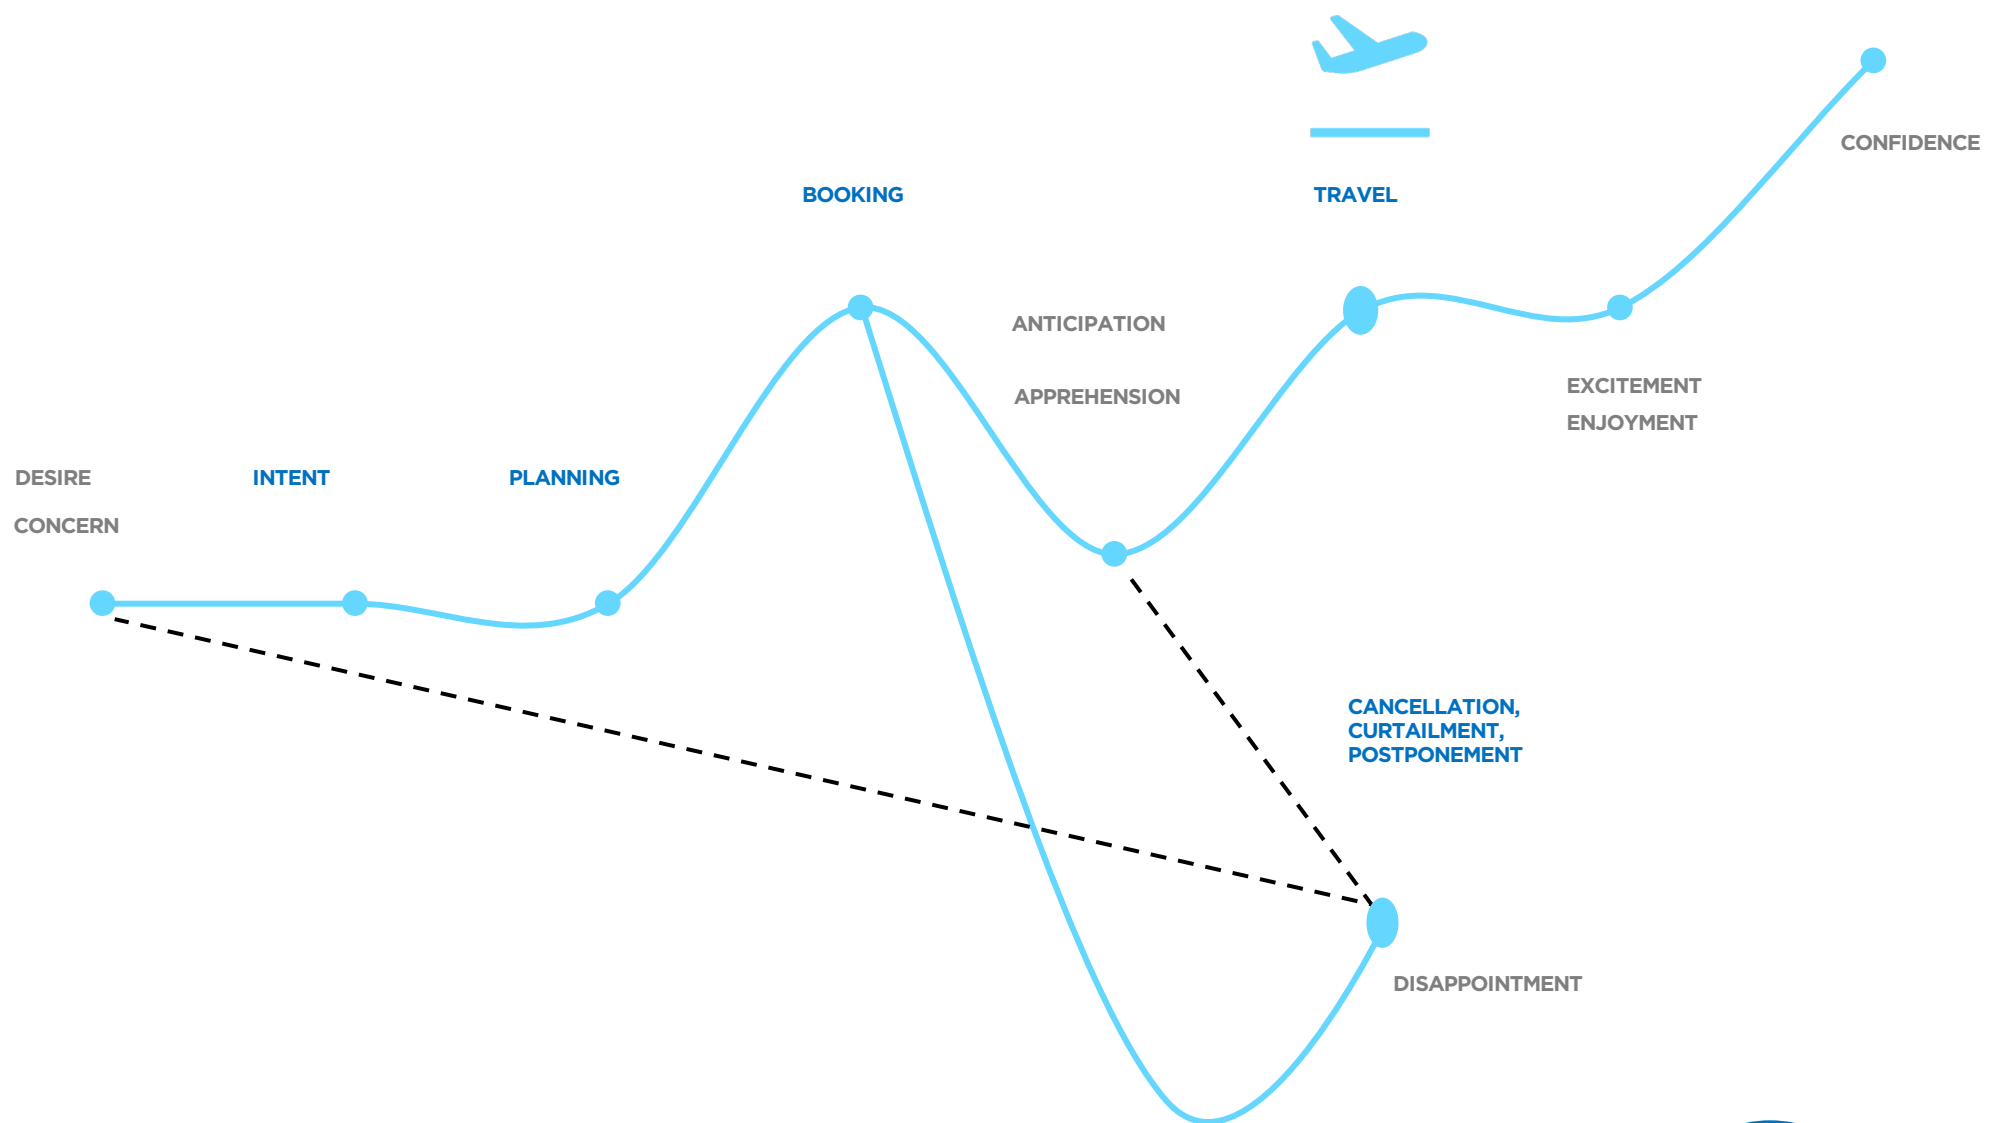 BOOKING
TRAVEL
CONFIDENCE
ANTICIPATION
APPREHENSION
EXCITEMENT
ENJOYMENT
DESIRE
CONCERN
INTENT
PLANNING
CANCELLATION,
CURTAILMENT,
POSTPONEMENT
DISAPPOINTMENT